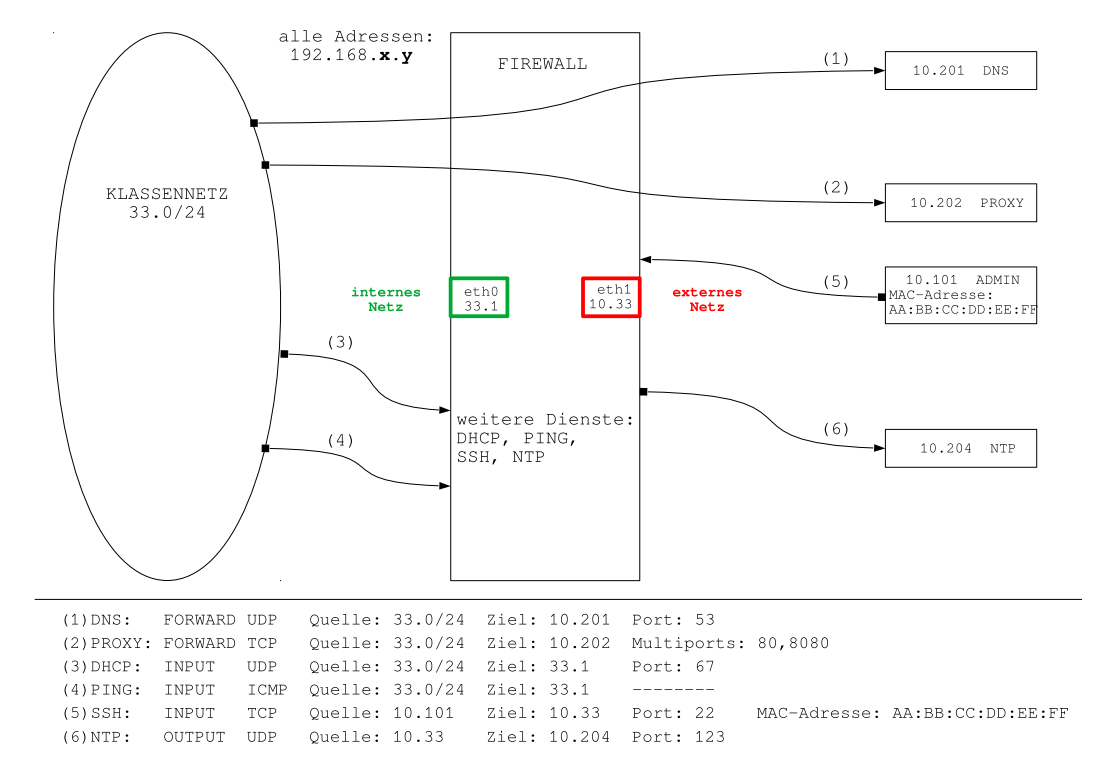 alle Adressen:
192.168.x.y
FIREWALL
(1)
10.201 DNS
KLASSENNETZ
33.0/24
(2)
10.202 PROXY
internes
Netz
eth0
33.1
eth1
10.33
externes
Netz
(5)
10.101 ADMIN
MAC-Adresse:
AA:BB:CC:DD:EE:FF
(3)
weitere Dienste:
DHCP, PING,
SSH, NTP
(4)
(6)
10.204 NTP
(1)DNS: FORWARD UDP Quelle: 33.0/24 Ziel: 10.201 Port: 53
(2)PROXY: FORWARD TCP Quelle: 33.0/24 Ziel: 10.202 Multiports: 80,8080
(3)DHCP: INPUT UDP Quelle: 33.0/24 Ziel: 33.1 Port: 67
(4)PING: INPUT ICMP Quelle: 33.0/24 Ziel: 33.1 --------
(5)SSH: INPUT TCP Quelle: 10.101 Ziel: 10.33 Port: 22 MAC-Adresse: AA:BB:CC:DD:EE:FF
(6)NTP: OUTPUT UDP Quelle: 10.33 Ziel: 10.204 Port: 123